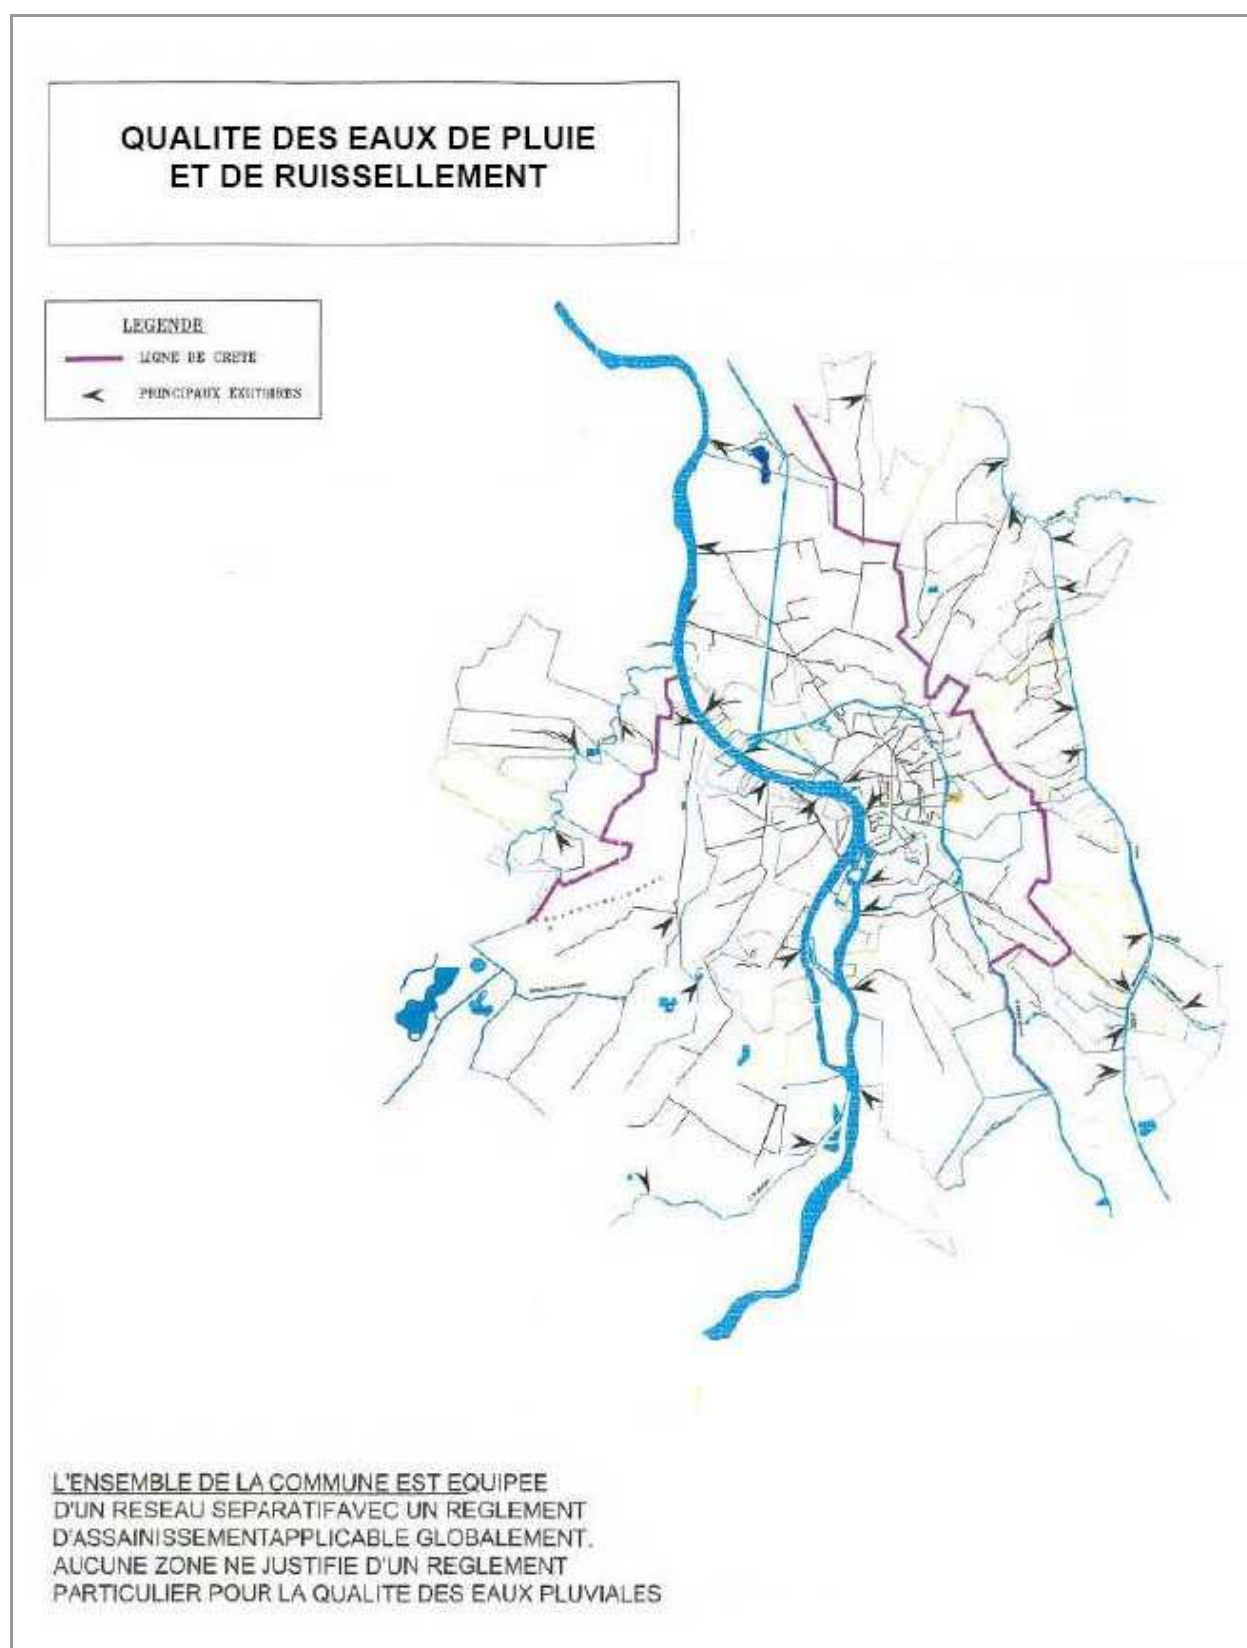 QUALITE DES EAUX DE PLUIE
ET DE RUISSELLEMENT
LEGENDE
LIGNE DE CRETE
PRINCIPAUX EXUTOIRES
L'ENSEMBLE DE LA COMMUNE EST EQUIPEE
D'UN RESEAU SEPARATIFAVEC UN REGLEMENT
D'ASSAINISSEMENTAPPLICABLE GLOBALEMENT.
AUCUNE ZONE NE JUSTIFIE D'UN REGLEMENT
PARTICULIER POUR LA QUALITE DES EAUX PLUVIALES